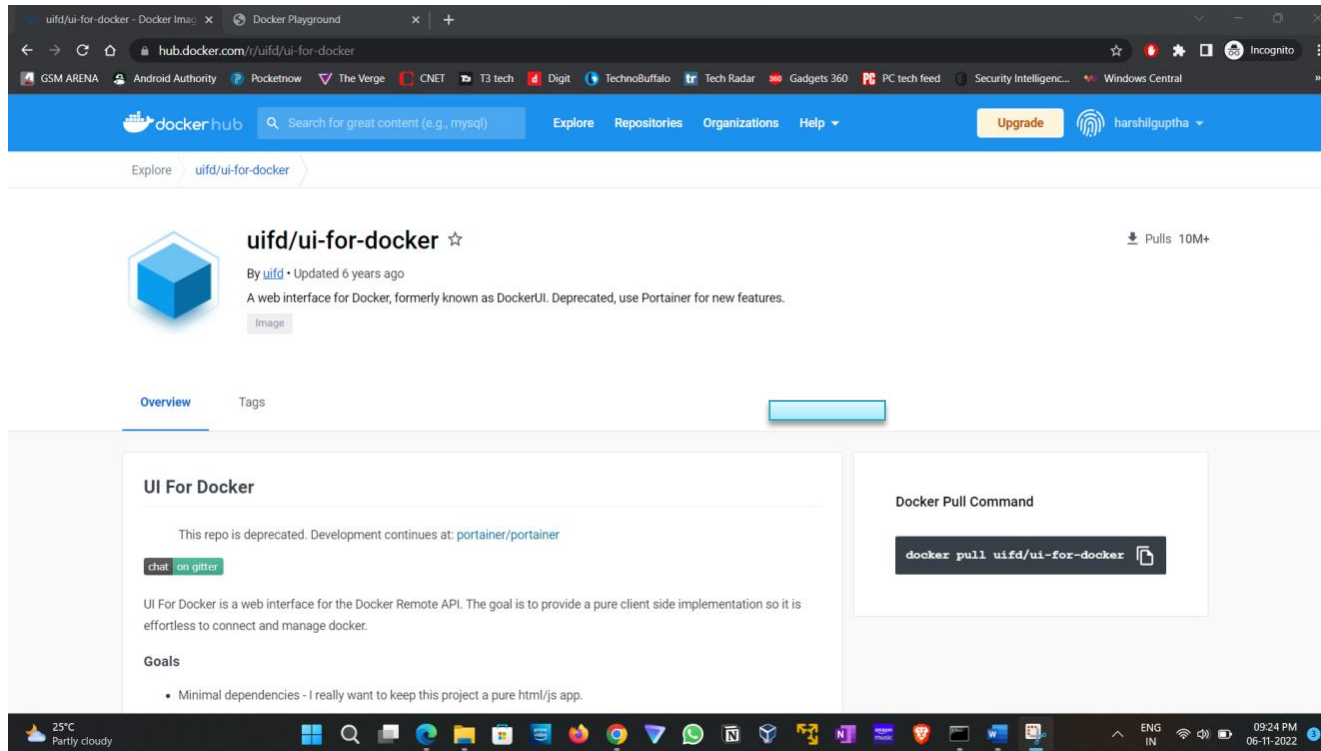 uifd/ui-for-docker - Docker Imag
Docker Playground
hub.docker.com/r/uifd/ui-for-docker
Incognito
GSM ARENA
Android Authority
Pocketnow
The Verge
CNET
T3 tech
Digit
TechnoBuffalo
Tech Radar
Gadgets 360
PC tech feed
Security Intelligenc...
Windows Central
docker hub
Search for great content (e.g., mysql)
Explore
Repositories
Organizations
Help
Upgrade
harshilguptha
Explore
uifd/ui-for-docker
uifd/ui-for-docker
Pulls 10M+
By uifd • Updated 6 years ago
A web interface for Docker, formerly known as DockerUI. Deprecated, use Portainer for new features.
Image
Overview
Tags
UI For Docker
This repo is deprecated. Development continues at: portainer/portainer
chat on gitter
UI For Docker is a web interface for the Docker Remote API. The goal is to provide a pure client side implementation so it is
effortless to connect and manage docker.
Goals
• Minimal dependencies - I really want to keep this project a pure html/js app.
Docker Pull Command
docker pull uifd/ui-for-docker
25°C
Partly cloudy
ENG
IN
09:24 PM
06-11-2022
3